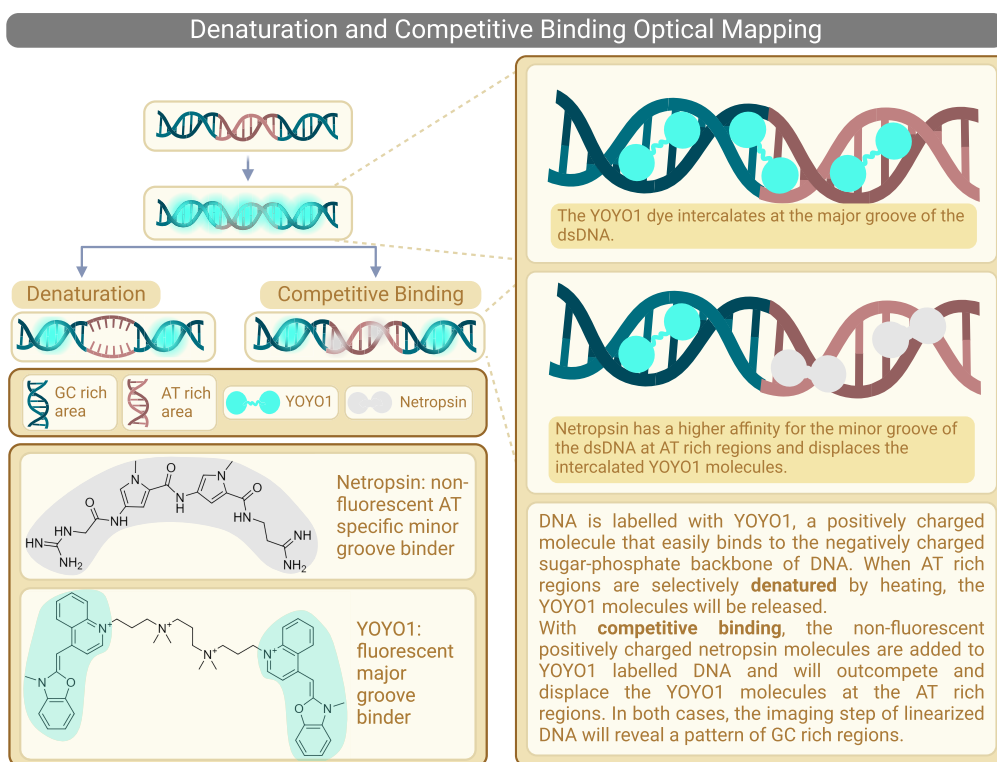 Denaturation and Competitive Binding Optical Mapping
Denaturation
Competitive Binding
GC rich
area
AT rich
area
YOYO1
Netropsin
Netropsin: non-
fluorescent AT
specific minor
groove binder
N
O
N
O
O
NH
N
H
HN
HN
HN
NH₂
NH
NH₂
YOYO1:
fluorescent
major
groove
binder
N⁺
N⁺
N⁺
N⁺
N
O
O
N
The YOYO1 dye intercalates at the major groove of the
dsDNA.
Netropsin has a higher affinity for the minor groove of
the dsDNA at AT rich regions and displaces the
intercalated YOYO1 molecules.
DNA is labelled with YOYO1, a positively charged
molecule that easily binds to the negatively charged
sugar-phosphate backbone of DNA. When AT rich
regions are selectively denatured by heating, the
YOYO1 molecules will be released.
With competitive binding, the non-fluorescent
positively charged netropsin molecules are added to
YOYO1 labelled DNA and will outcompete and
displace the YOYO1 molecules at the AT rich
regions. In both cases, the imaging step of linearized
DNA will reveal a pattern of GC rich regions.